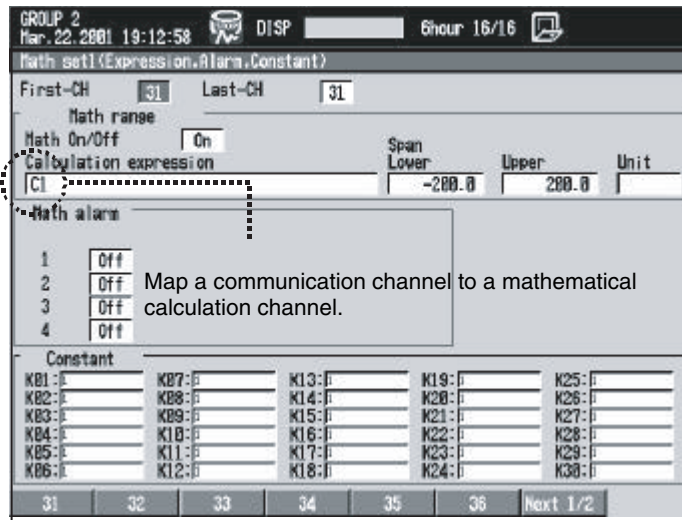 GROUP 2
Mar.22.2001 19:12:58 DISP 6hour 16/16
Math set1(Expression.Alarm.Constant)
First-CH 31 Last-CH 31
Math range
Math On/Off On
Span
Calculation expression Lower Upper Unit
C1 -200.0 200.0
Math alarm
1 Off
2 Off
3 Off
4 Off
Map a communication channel to a mathematical
calculation channel.
Constant
K01: K07: K13: K19: K25:
K02: K08: K14: K20: K26:
K03: K09: K15: K21: K27:
K04: K10: K16: K22: K28:
K05: K11: K17: K23: K29:
K06: K12: K18: K24: K30:
31 32 33 34 35 36 Next 1/2